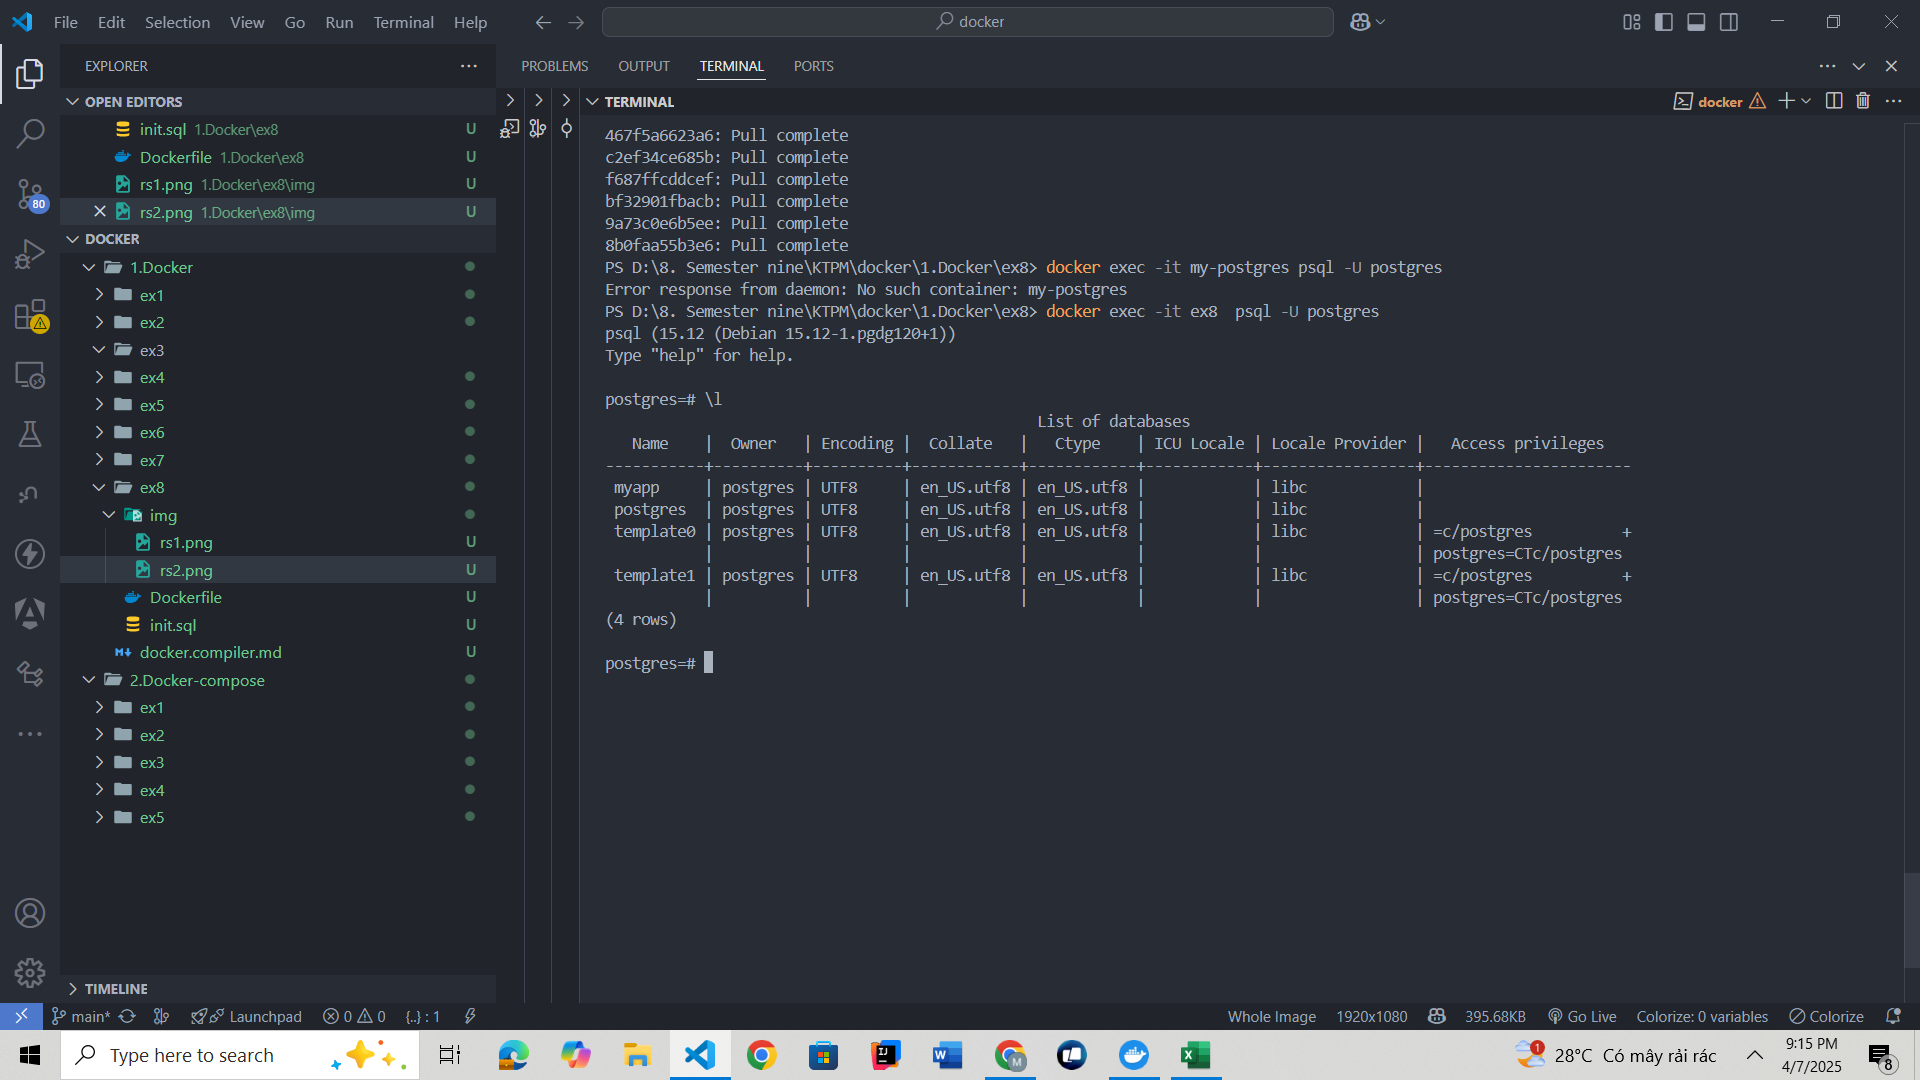 File Edit Selection View Go Run Terminal Help
docker
EXPLORER
OPEN EDITORS
init.sql 1.Docker\ex8 U
Dockerfile 1.Docker\ex8 U
rs1.png 1.Docker\ex8\img U
rs2.png 1.Docker\ex8\img U
DOCKER
1.Docker
ex1
ex2
ex3
ex4
ex5
ex6
ex7
ex8
img
rs1.png U
rs2.png U
Dockerfile U
init.sql U
docker.compiler.md U
2.Docker-compose
ex1
ex2
ex3
ex4
ex5
TIMELINE
80
PROBLEMS OUTPUT TERMINAL PORTS
TERMINAL
docker
467f5a6623a6: Pull complete
c2ef34ce685b: Pull complete
f687ffcddcef: Pull complete
bf32901fbacb: Pull complete
9a73c0e6b5ee: Pull complete
8b0faa55b3e6: Pull complete
PS D:\8. Semester nine\KTPM\docker\1.Docker\ex8> docker exec -it my-postgres psql -U postgres
Error response from daemon: No such container: my-postgres
PS D:\8. Semester nine\KTPM\docker\1.Docker\ex8> docker exec -it ex8  psql -U postgres
psql (15.12 (Debian 15.12-1.pgdg120+1))
Type "help" for help.
postgres=# \l
List of databases
Name | Owner | Encoding | Collate | Ctype | ICU Locale | Locale Provider | Access privileges
-----------+----------+----------+------------+------------+------------+-----------------+-----------------------
myapp | postgres | UTF8 | en_US.utf8 | en_US.utf8 | | libc |
postgres | postgres | UTF8 | en_US.utf8 | en_US.utf8 | | libc |
template0 | postgres | UTF8 | en_US.utf8 | en_US.utf8 | | libc | =c/postgres +
| | | | | | | postgres=CTc/postgres
template1 | postgres | UTF8 | en_US.utf8 | en_US.utf8 | | libc | =c/postgres +
| | | | | | | postgres=CTc/postgres
(4 rows)
postgres=#
main* Launchpad 0 0 {..} : 1 Whole Image 1920x1080 395.68KB Go Live Colorize: 0 variables Colorize
Type here to search
1 28°C Có mây rải rác
9:15 PM
4/7/2025
8